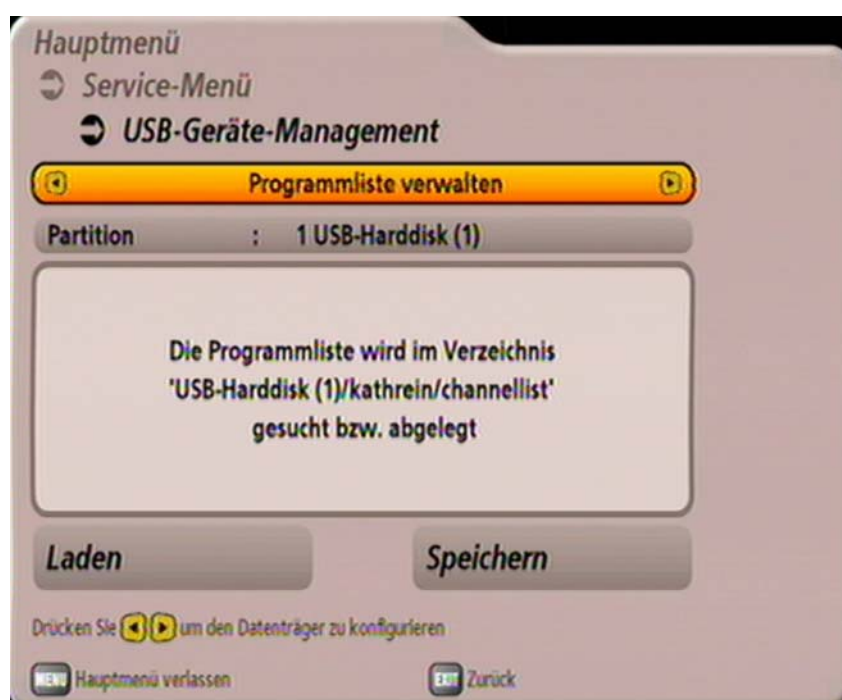 Hauptmenü
Service-Menü
USB-Geräte-Management
Programmliste verwalten
Partition : 1 USB-Harddisk (1)
Die Programmliste wird im Verzeichnis
'USB-Harddisk (1)/kathrein/channellist'
gesucht bzw. abgelegt
Laden Speichern
Drücken Sie um den Datenträger zu konfigurieren
MENU Hauptmenü verlassen EXIT Zurück